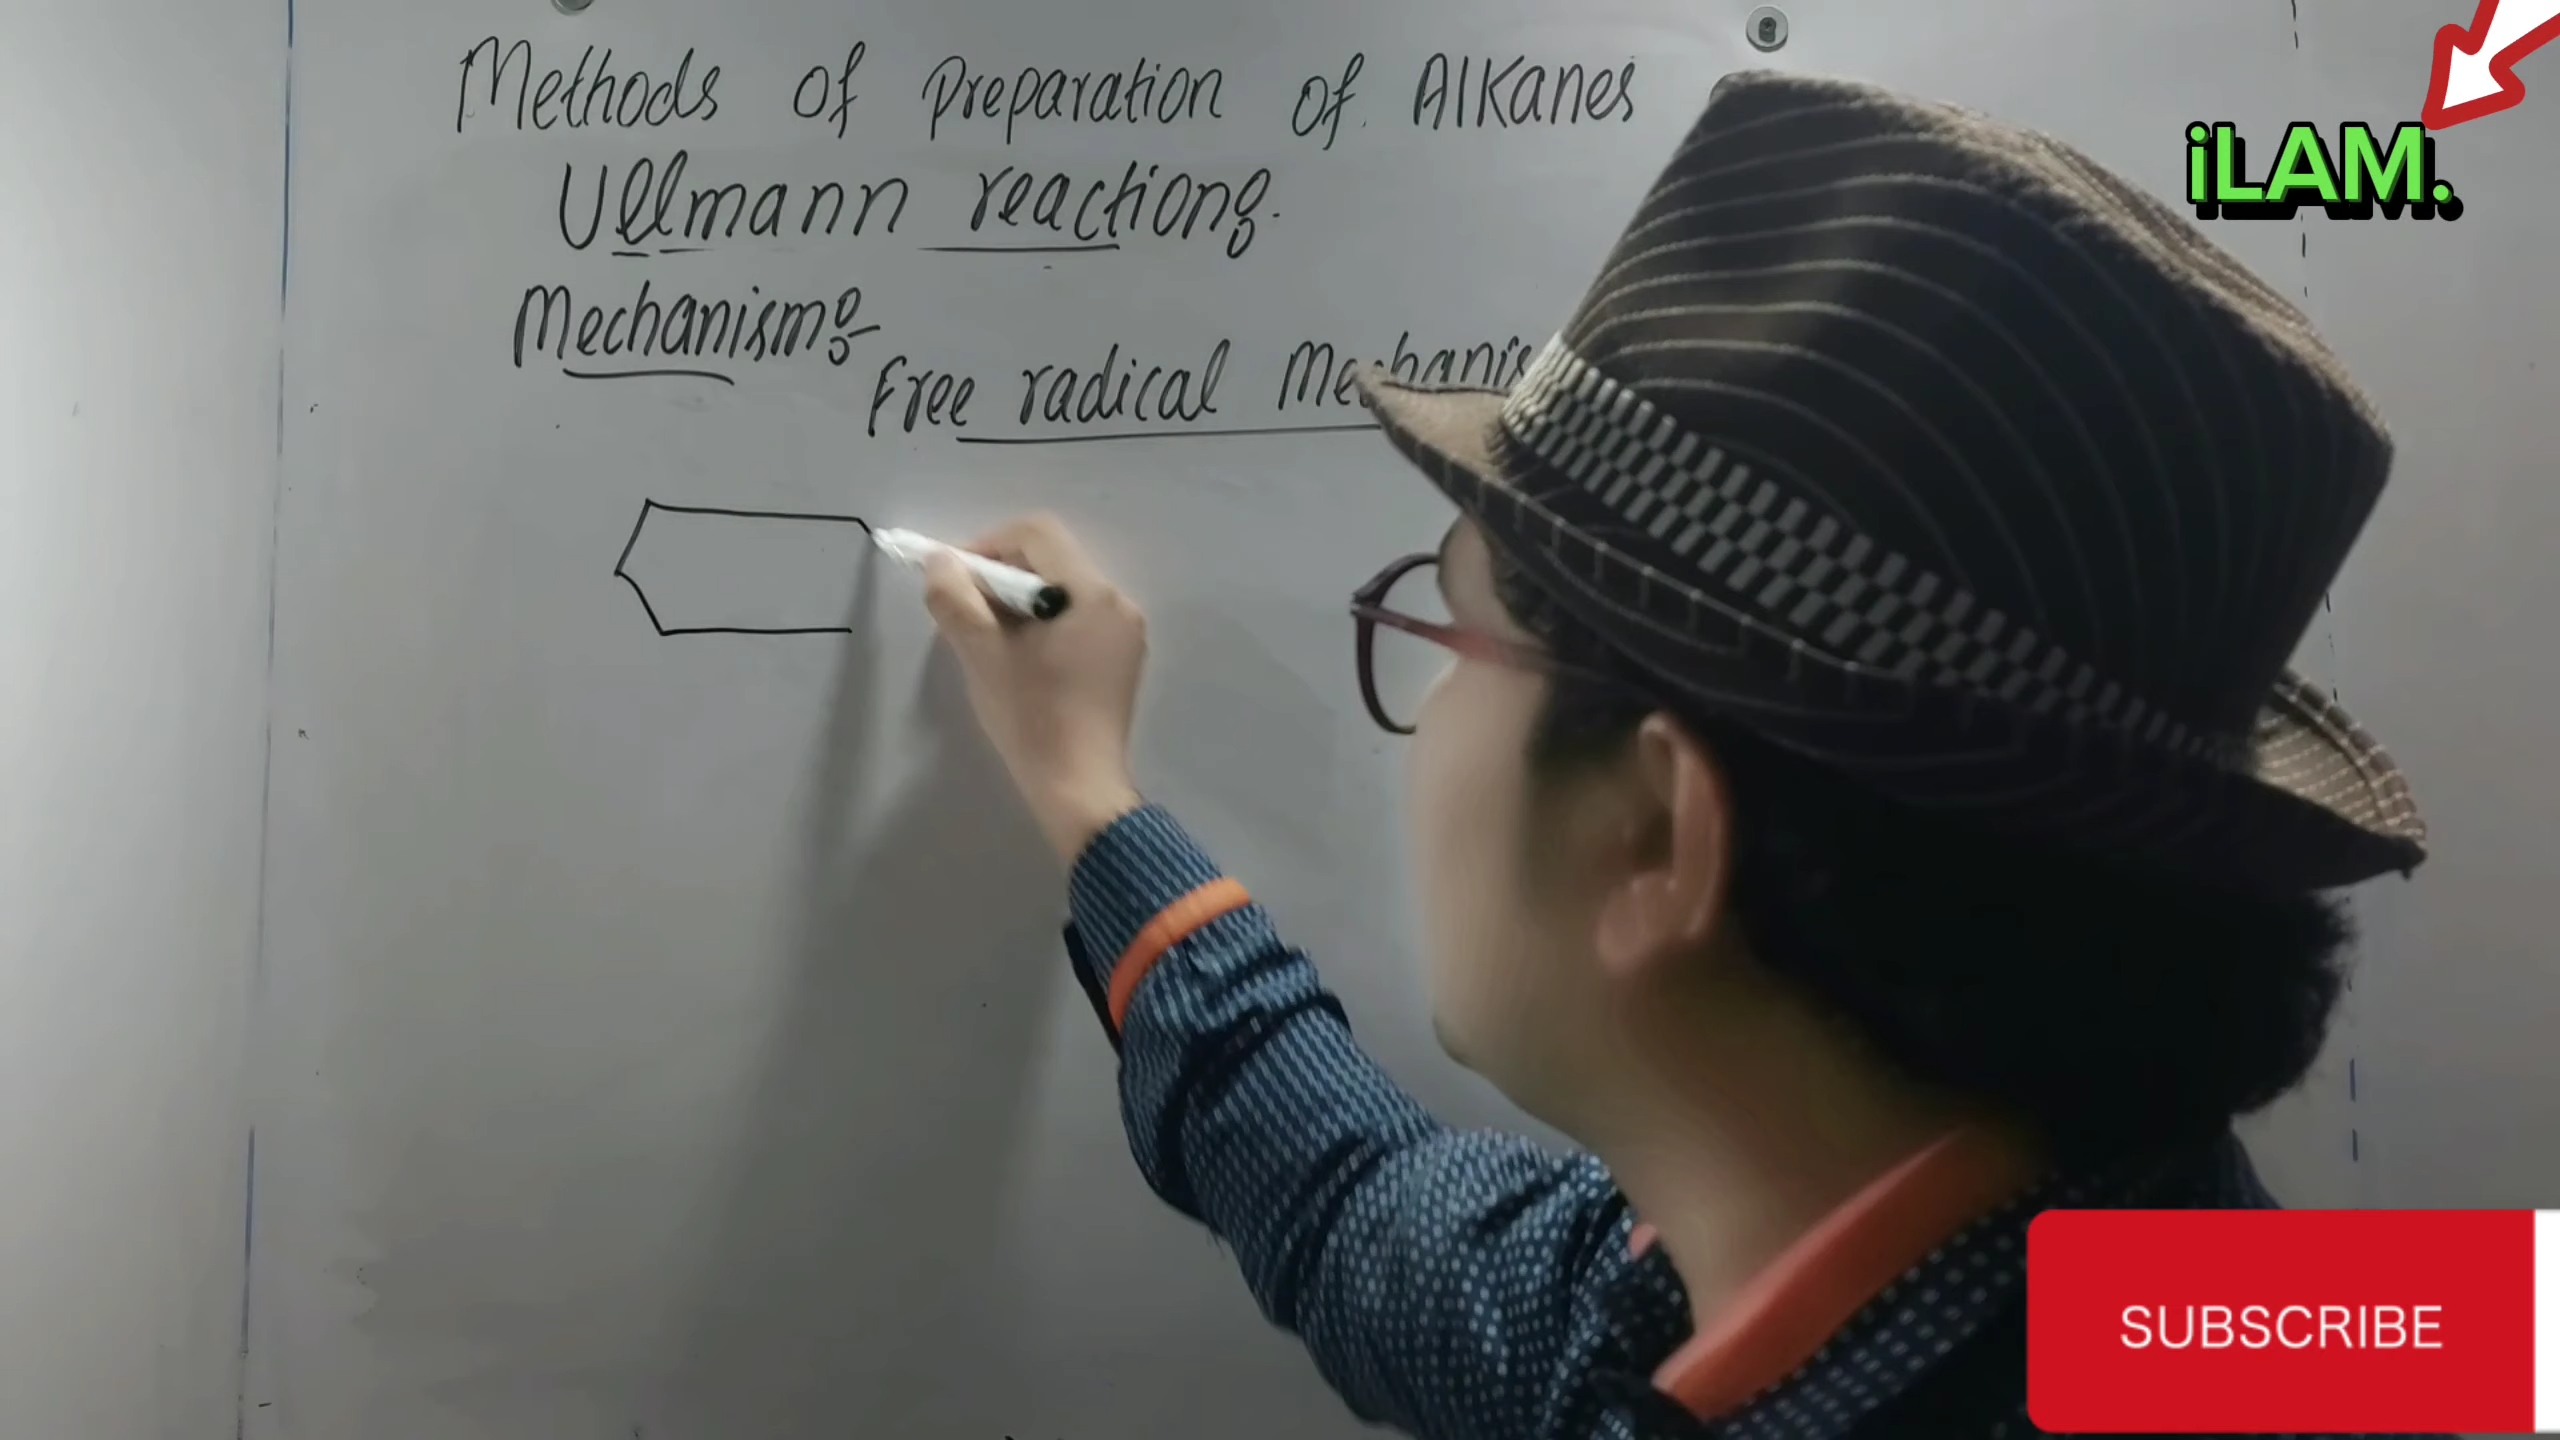 Methods of Preparation of Alkanes
iLAM.
Ullmann reaction:
Mechanism:-
Free radical
SUBSCRIBE